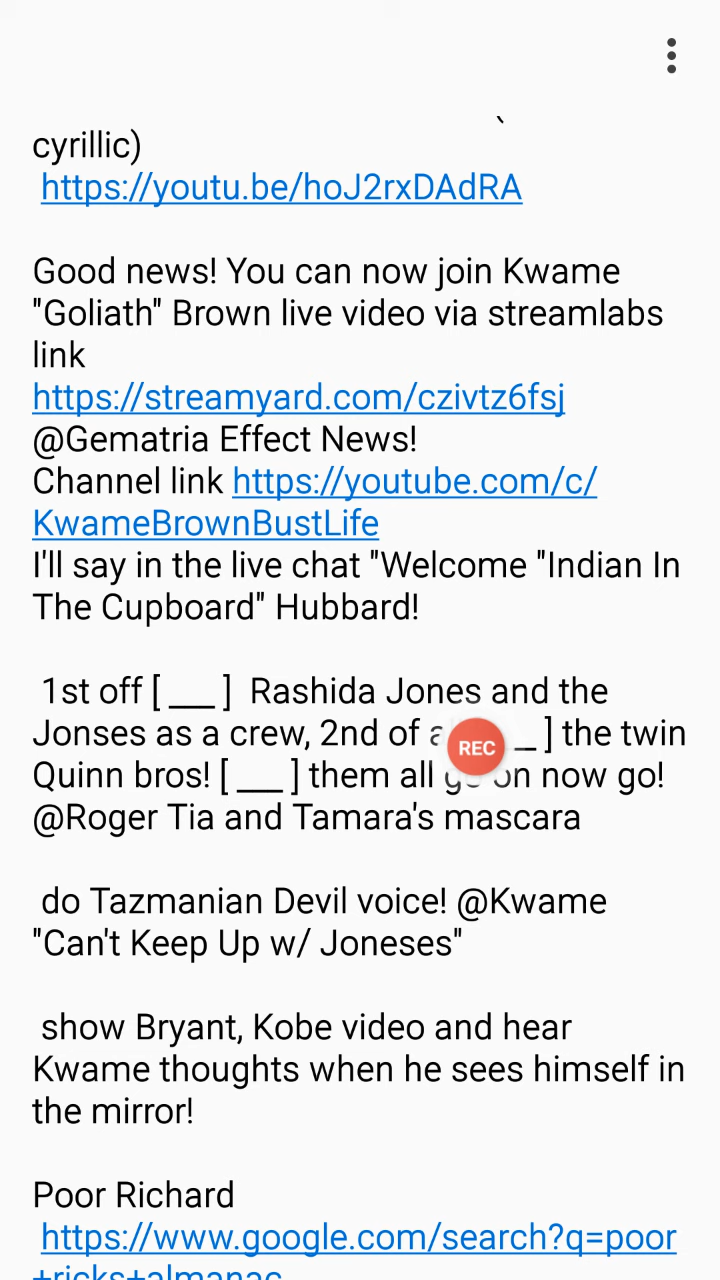 cyrillic)
https://youtu.be/hoJ2rxDAdRA
Good news! You can now join Kwame
"Goliath" Brown live video via streamlabs
link
https://streamyard.com/czivtz6fsj
@Gematria Effect News!
Channel link https://youtube.com/c/
KwameBrownBustLife
I'll say in the live chat "Welcome "Indian In
The Cupboard" Hubbard!
1st off [ ___ ]  Rashida Jones and the
Jonses as a crew, 2nd of REC __ ] the twin
Quinn bros! [ ___ ] them all on now go!
@Roger Tia and Tamara's mascara
do Tazmanian Devil voice! @Kwame
"Can't Keep Up w/ Joneses"
show Bryant, Kobe video and hear
Kwame thoughts when he sees himself in
the mirror!
Poor Richard
https://www.google.com/search?q=poor
+ricks+almanac